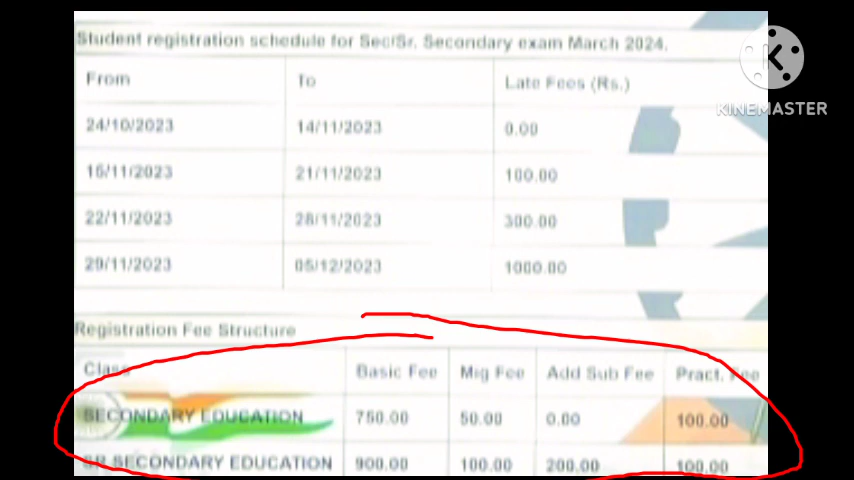 Student registration schedule for Sec/Sr. Secondary exam March 2024.
From To Late Fees (Rs.)
24/10/2023 14/11/2023 0.00
16/11/2023 21/11/2023 100.00
22/11/2023 28/11/2023 300.00
29/11/2023 05/12/2023 1000.00
Registration Fee Structure
Class Basic Fee Mig Fee Add Sub Fee Pract. Fee
SECONDARY EDUCATION 750.00 50.00 0.00 100.00
SR SECONDARY EDUCATION 900.00 100.00 200.00 100.00
KINEMASTER